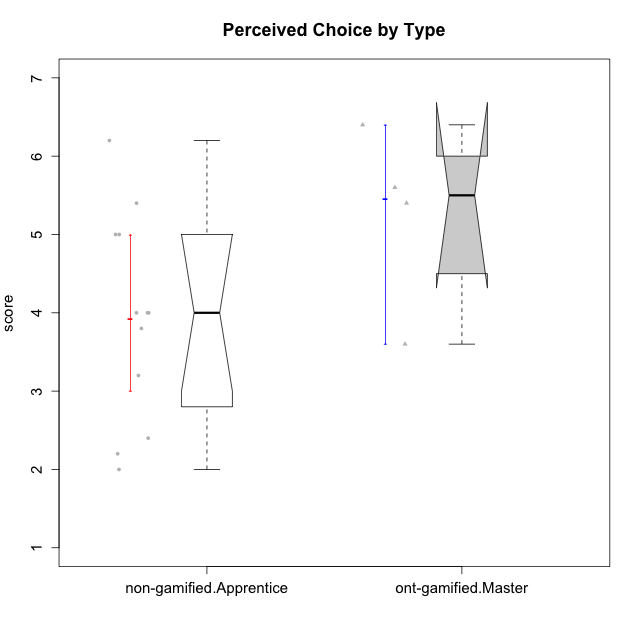 Perceived Choice by Type
7
6
5
4
3
2
1
score
non-gamified.Apprentice
ont-gamified.Master